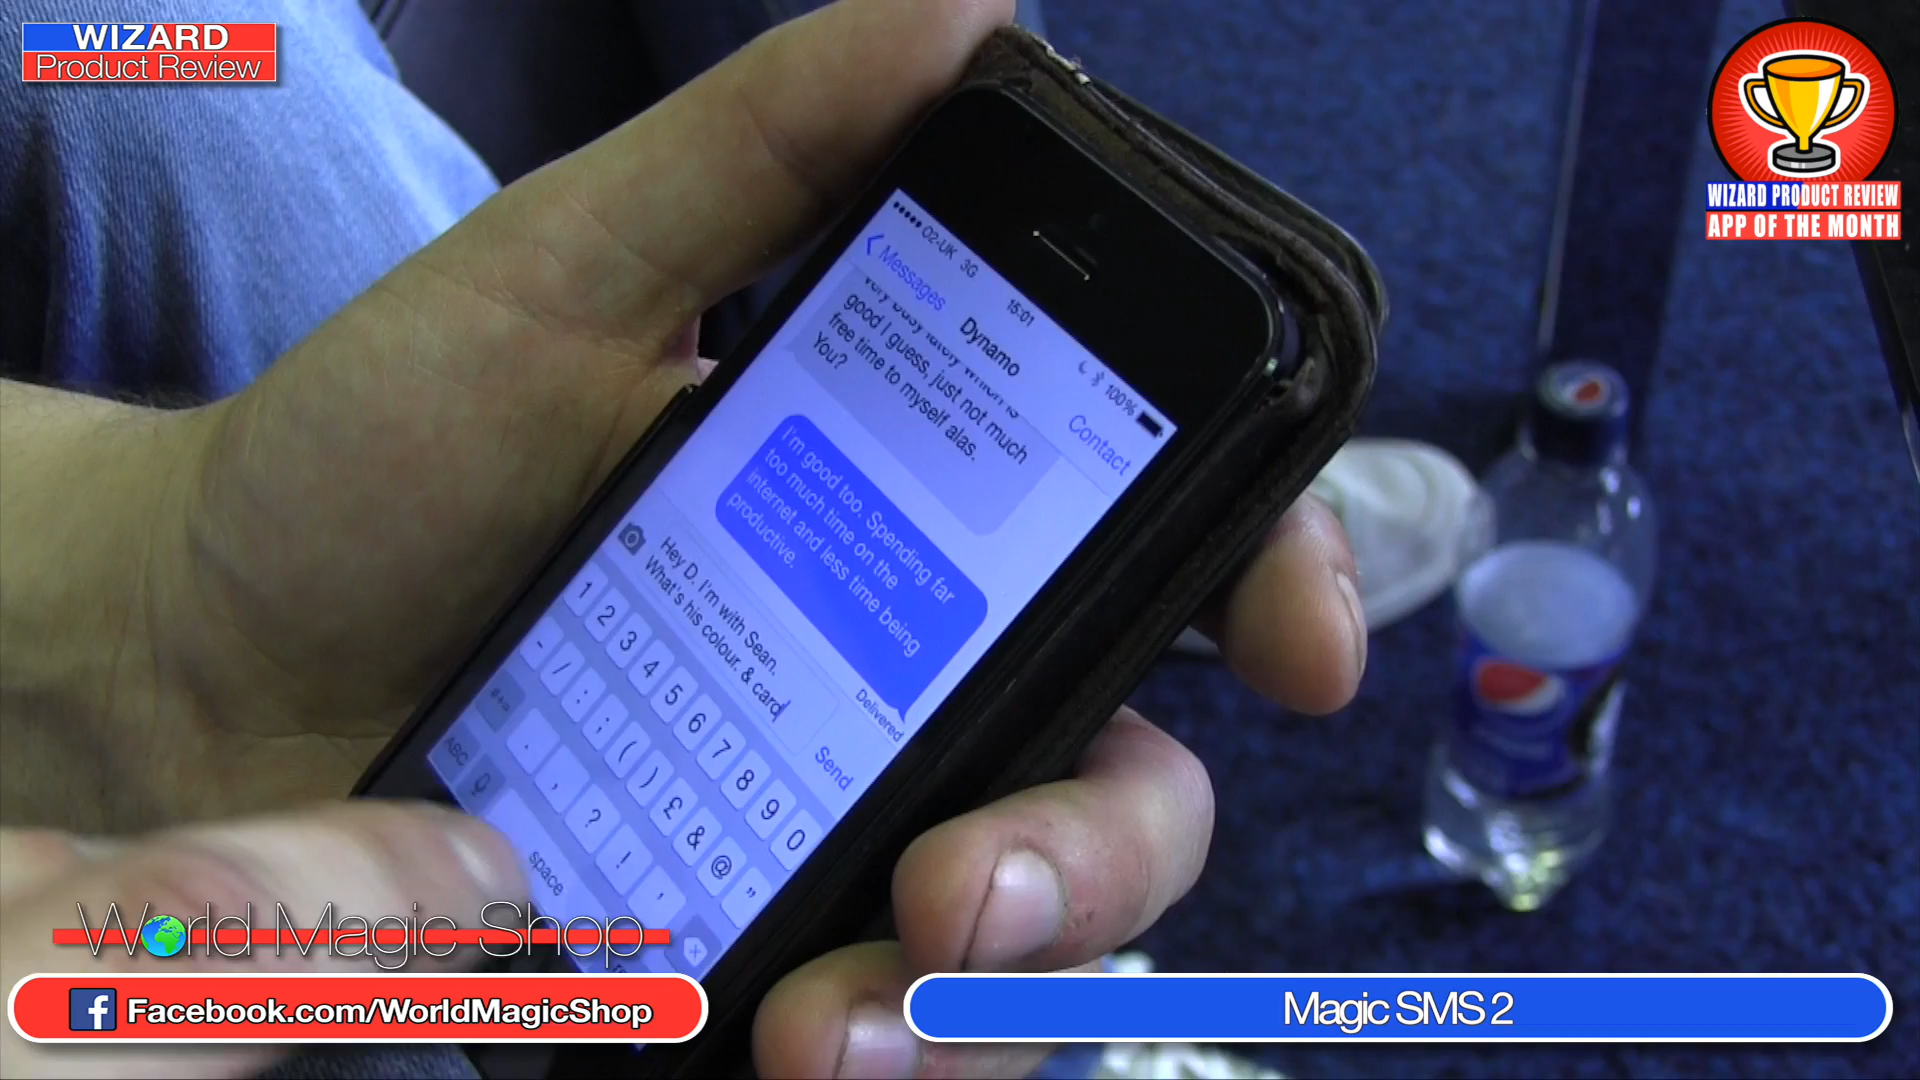 WIZARD
Product Review
WIZARD PRODUCT REVIEW
APP OF THE MONTH
O2-UK 3G
15:01
100%
Messages
Dynamo
Contact
good I guess, just not much
free time to myself alas.
You?
I'm good too. Spending far
too much time on the
internet and less time being
productive.
Delivered
Hey D. I'm with Sean.
What's his colour. & card
Send
1 2 3 4 5 6 7 8 9 0
- / : ; ( ) £ & @ "
#+=
. , ? ! '
ABC
space
World Magic Shop
f Facebook.com/WorldMagicShop
Magic SMS 2